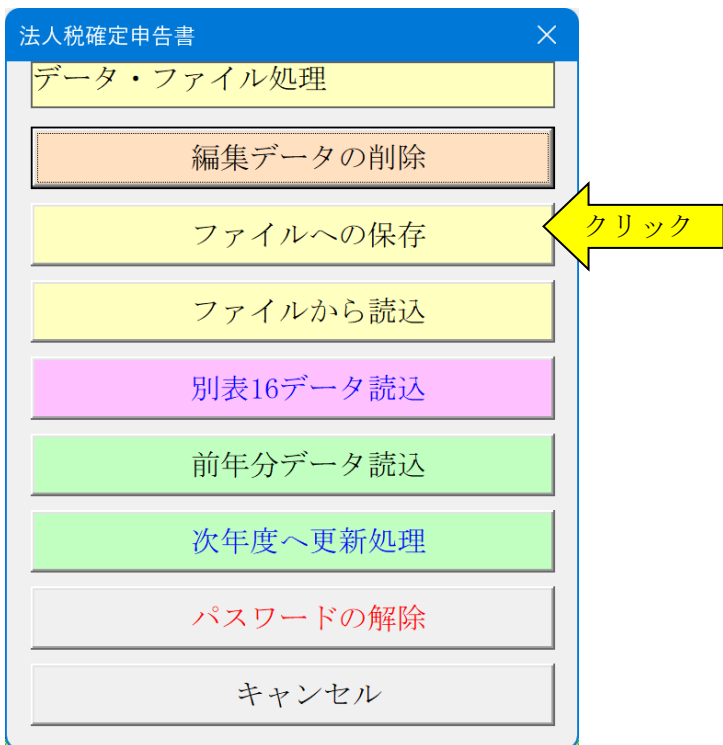 法人税確定申告書
データ・ファイル処理
編集データの削除
ファイルへの保存
クリック
ファイルから読込
別表16データ読込
前年分データ読込
次年度へ更新処理
パスワードの解除
キャンセル